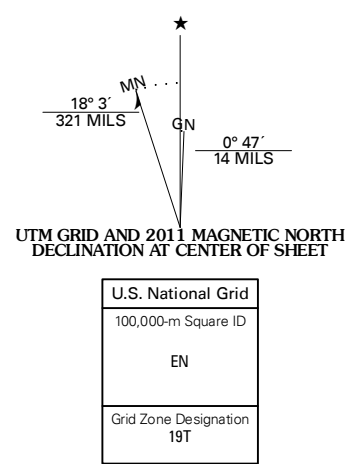 ★
MN
18° 3´
321 MILS
GN
0° 47´
14 MILS
UTM GRID AND 2011 MAGNETIC NORTH
DECLINATION AT CENTER OF SHEET
U.S. National Grid
100,000-m Square ID
EN
Grid Zone Designation
19T